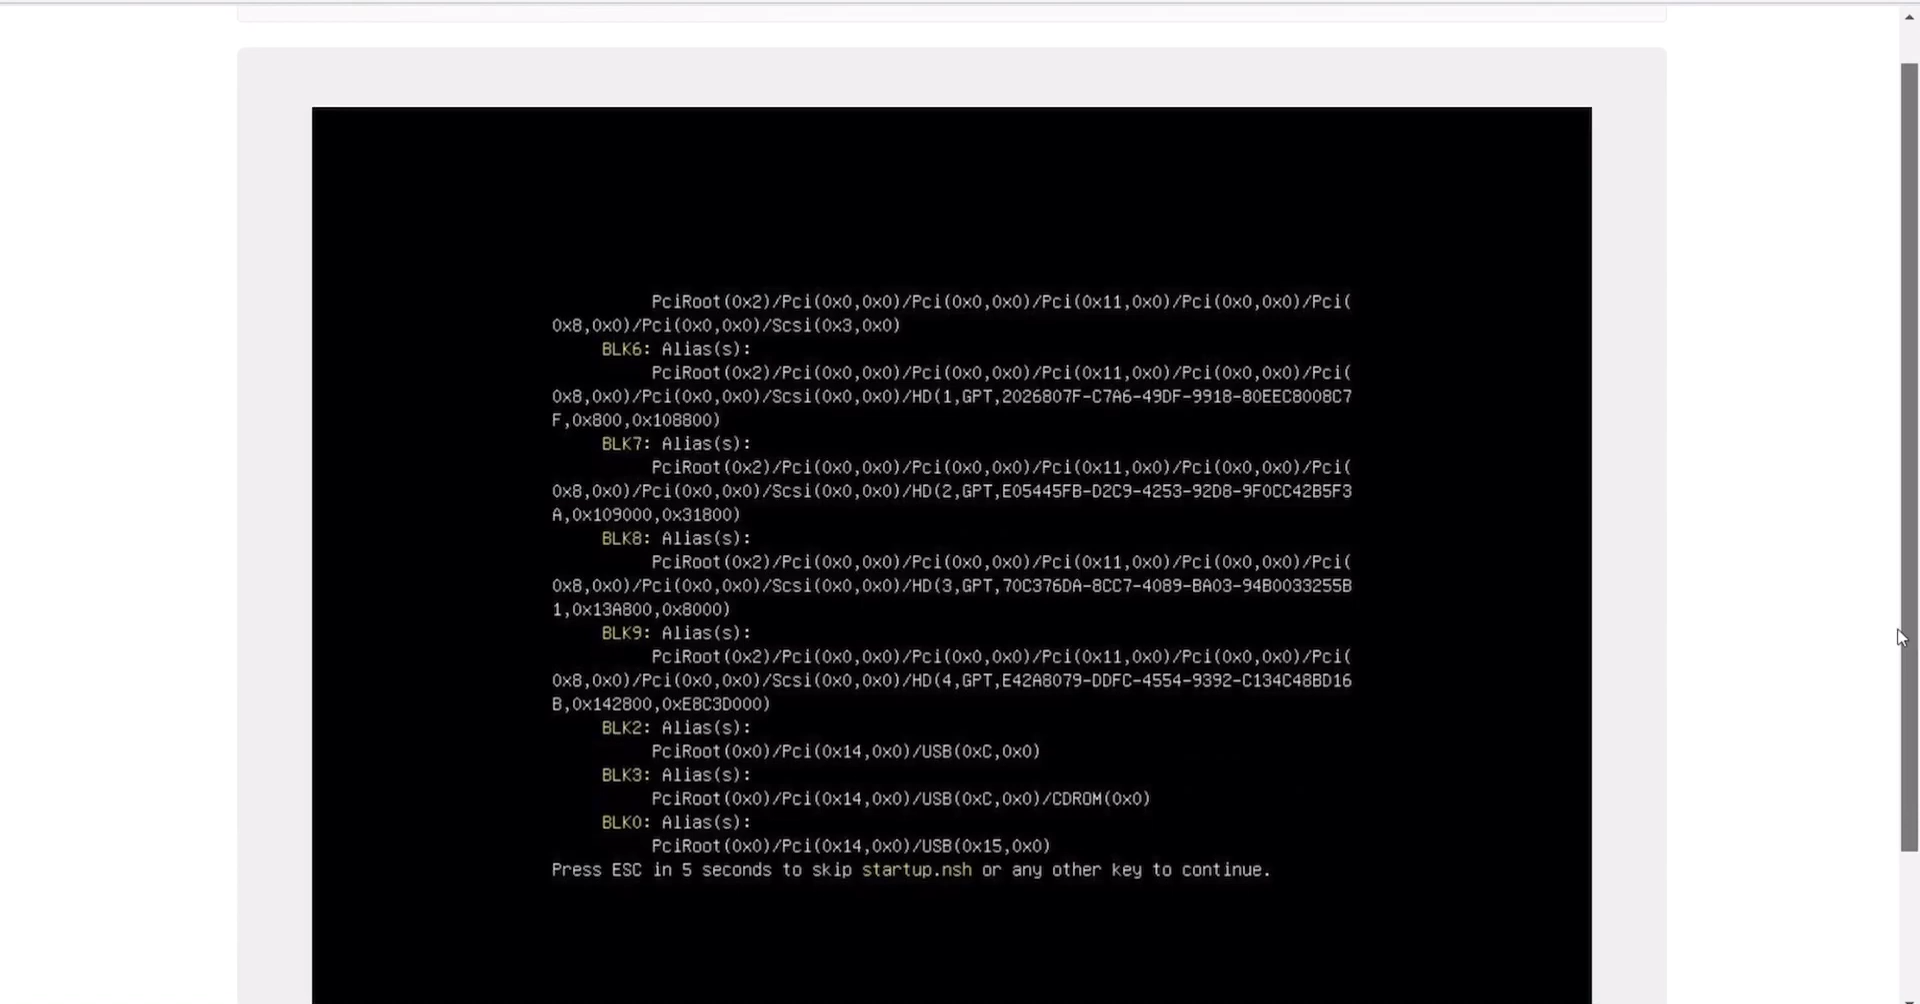 PciRoot(0x2)/Pci(0x0,0x0)/Pci(0x0,0x0)/Pci(0x11,0x0)/Pci(0x0,0x0)/Pci(
0x8,0x0)/Pci(0x0,0x0)/Scsi(0x3,0x0)
BLK6: Alias(s):
PciRoot(0x2)/Pci(0x0,0x0)/Pci(0x0,0x0)/Pci(0x11,0x0)/Pci(0x0,0x0)/Pci(
0x8,0x0)/Pci(0x0,0x0)/Scsi(0x0,0x0)/HD(1,GPT,2026807F-C7A6-49DF-9918-80EEC8008C7
F,0x800,0x108800)
BLK7: Alias(s):
PciRoot(0x2)/Pci(0x0,0x0)/Pci(0x0,0x0)/Pci(0x11,0x0)/Pci(0x0,0x0)/Pci(
0x8,0x0)/Pci(0x0,0x0)/Scsi(0x0,0x0)/HD(2,GPT,E05445FB-D2C9-4253-92D8-9F0CC42B5F3
A,0x109000,0x31800)
BLK8: Alias(s):
PciRoot(0x2)/Pci(0x0,0x0)/Pci(0x0,0x0)/Pci(0x11,0x0)/Pci(0x0,0x0)/Pci(
0x8,0x0)/Pci(0x0,0x0)/Scsi(0x0,0x0)/HD(3,GPT,70C376DA-8CC7-4089-BA03-94B0033255B
1,0x13A800,0x8000)
BLK9: Alias(s):
PciRoot(0x2)/Pci(0x0,0x0)/Pci(0x0,0x0)/Pci(0x11,0x0)/Pci(0x0,0x0)/Pci(
0x8,0x0)/Pci(0x0,0x0)/Scsi(0x0,0x0)/HD(4,GPT,E42A8079-DDFC-4554-9392-C134C48BD16
B,0x142800,0xE8C3D000)
BLK2: Alias(s):
PciRoot(0x0)/Pci(0x14,0x0)/USB(0xC,0x0)
BLK3: Alias(s):
PciRoot(0x0)/Pci(0x14,0x0)/USB(0xC,0x0)/CDROM(0x0)
BLK0: Alias(s):
PciRoot(0x0)/Pci(0x14,0x0)/USB(0x15,0x0)
Press ESC in 5 seconds to skip startup.nsh or any other key to continue.